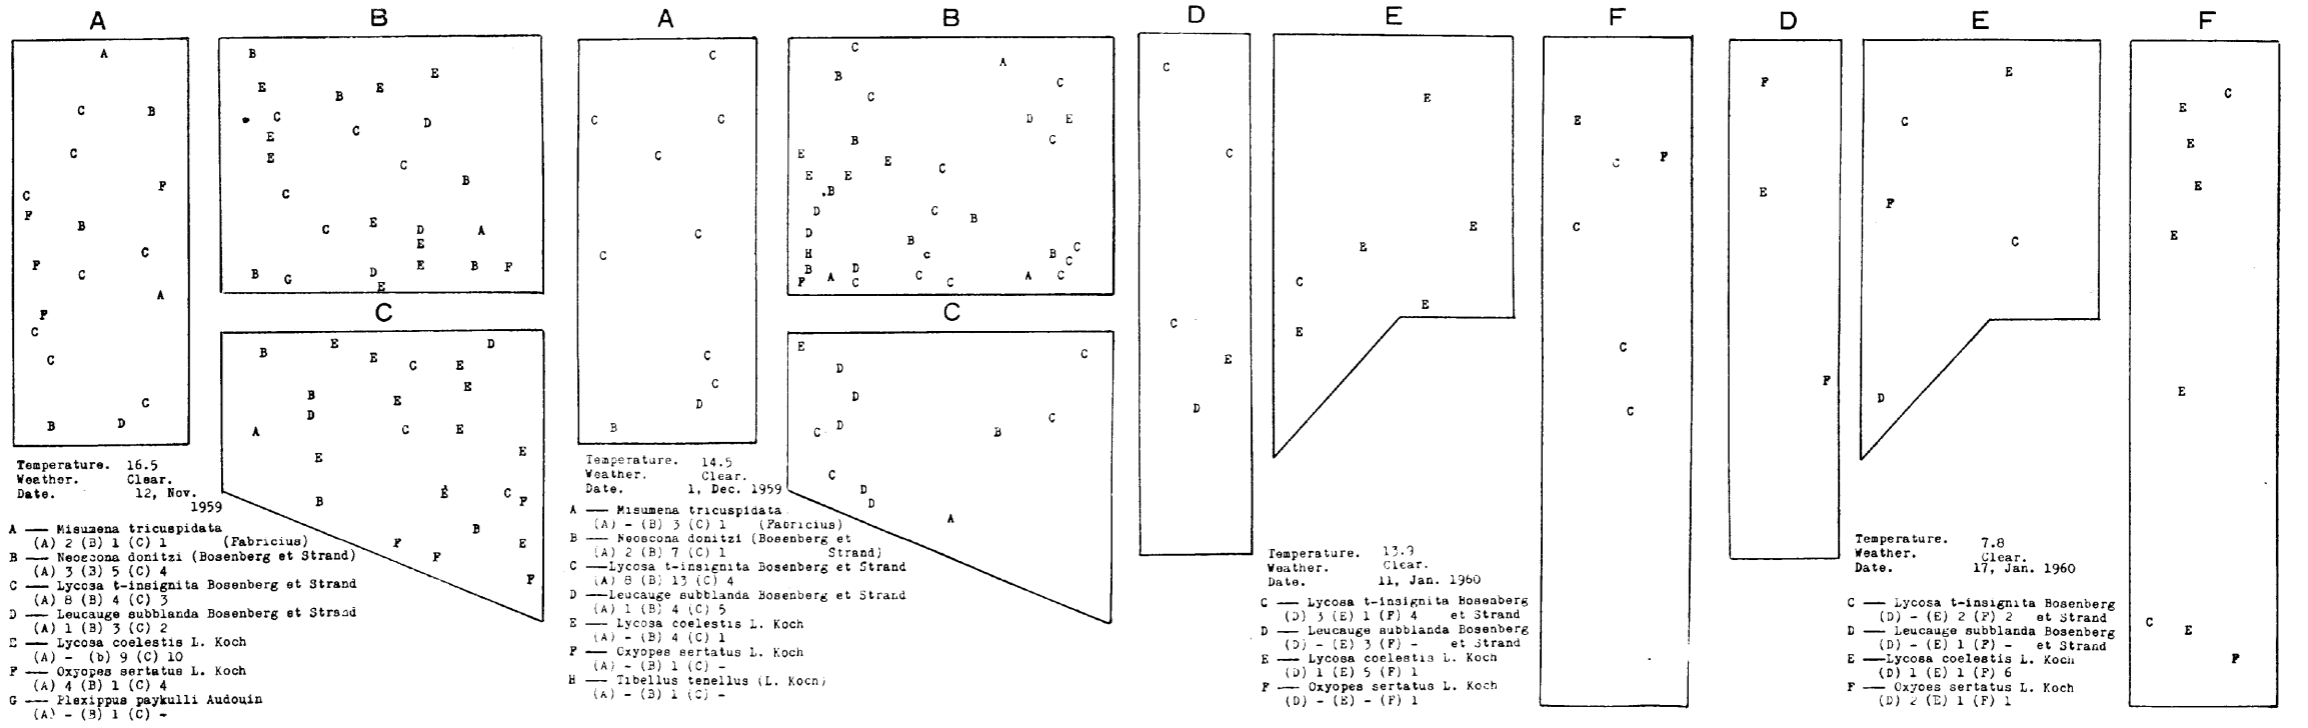 A
B
C
Temperature. 16.5
Weather. Clear.
Date. 12, Nov.
1959
A — Misumena tricuspidata
(A) 2 (B) 1 (C) 1 (Fabricius)
B — Neoscona donitzi (Bosenberg et Strand)
(A) 3 (B) 5 (C) 4
C — Lycosa t-insignita Bosenberg et Strand
(A) 8 (B) 4 (C) 3
D — Leucauge subblanda Bosenberg et Strand
(A) 1 (B) 3 (C) 2
E — Lycosa coelestis L. Koch
(A) - (b) 9 (C) 10
F — Oxyopes sertatus L. Koch
(A) 4 (B) 1 (C) 4
G — Plexippus paykulli Audouin
(A) - (B) 1 (C) -
A
B
C
Temperature. 14.5
Weather. Clear.
Date. 1, Dec. 1959
A — Misumena tricuspidata
(A) - (B) 3 (C) 1 (Fabricius)
B — Neoscona donitzi (Bosenberg et
(A) 2 (B) 7 (C) 1 Strand)
C — Lycosa t-insignita Bosenberg et Strand
(A) 8 (B) 13 (C) 4
D — Leucauge subblanda Bosenberg et Strand
(A) 1 (B) 4 (C) 5
E — Lycosa coelestis L. Koch
(A) - (B) 4 (C) 1
F — Oxyopes sertatus L. Koch
(A) - (B) 1 (C) -
H — Tibellus tenellus (L. Koch)
(A) - (B) 1 (C) -
D
E
F
Temperature. 13.9
Weather. Clear.
Date. 11, Jan. 1960
C — Lycosa t-insignita Bosenberg
(D) 3 (E) 1 (F) 4 et Strand
D — Leucauge subblanda Bosenberg
(D) - (E) 3 (F) - et Strand
E — Lycosa coelestis L. Koch
(D) 1 (E) 5 (F) 1
F — Oxyopes sertatus L. Koch
(D) - (E) - (F) 1
D
E
F
Temperature. 7.8
Weather. Clear.
Date. 17, Jan. 1960
C — Lycosa t-insignita Bosenberg
(D) - (E) 2 (F) 2 et Strand
D — Leucauge subblanda Bosenberg
(D) - (E) 1 (F) - et Strand
E — Lycosa coelestis L. Koch
(D) 1 (E) 1 (F) 6
F — Oxyoes sertatus L. Koch
(D) 2 (E) 1 (F) 1